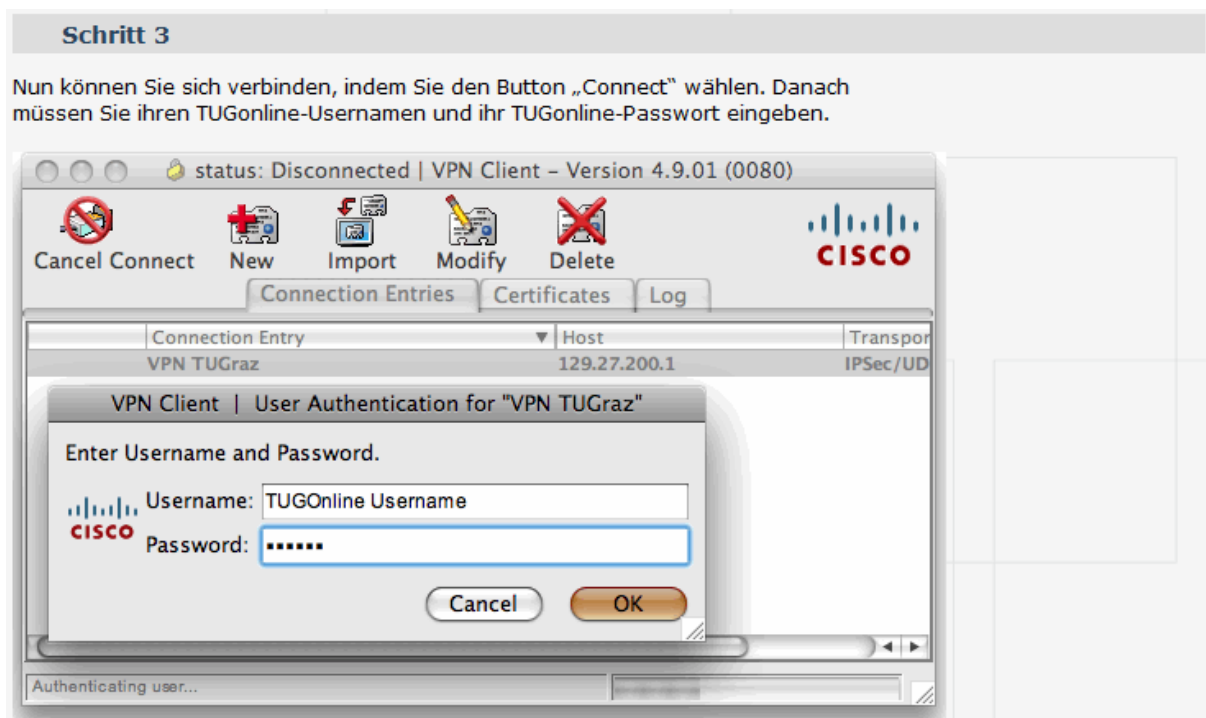 Schritt 3
Nun können Sie sich verbinden, indem Sie den Button „Connect“ wählen. Danach
müssen Sie ihren TUGonline-Usernamen und ihr TUGonline-Passwort eingeben.
status: Disconnected | VPN Client – Version 4.9.01 (0080)
Cancel Connect New Import Modify Delete
CISCO
Connection Entries Certificates Log
Connection Entry Host Transpor
VPN TUGraz 129.27.200.1 IPSec/UD
VPN Client | User Authentication for "VPN TUGraz"
Enter Username and Password.
CISCO
Username: TUGOnline Username
Password: ••••••
Cancel OK
Authenticating user...